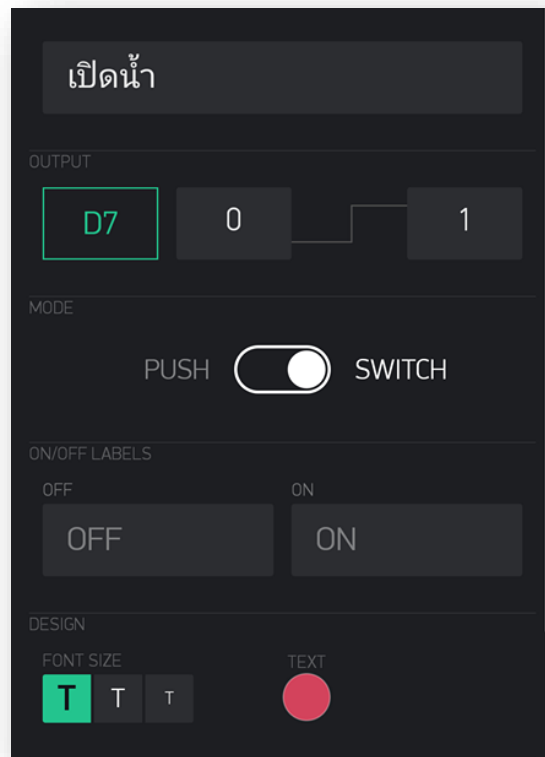 เปิดน้ำ
OUTPUT
D7 0 1
MODE
PUSH SWITCH
ON/OFF LABELS
OFF ON
OFF ON
DESIGN
FONT SIZE TEXT
T T T